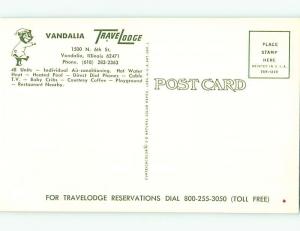 VANDALIA TRAVELODGE
1500 N. 6th St.
Vandalia, Illinois 62471
Phone: (618) 283-2363
48 Units — Individual Air-conditioning, Hot Water
Heat — Heated Pool — Direct Dial Phones — Cable
T.V. — Baby Cribs — Courtesy Coffee — Playground
— Restaurant Nearby.
POST CARD
PLACE
STAMP
HERE
PRINTED IN U.S.A.
FOR TRAVELODGE RESERVATIONS DIAL 800-255-3050 (TOLL FREE)